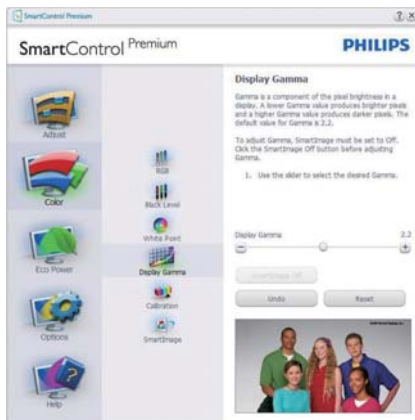 SmartControl Premium
SmartControl Premium
PHILIPS
Adjust
Color
Eco Power
Options
Help
RGB
Black Level
White Point
Display Gamma
Calibration
SmartImage
Display Gamma
Gamma is a component of the pixel brightness in a
display. A lower Gamma value produces brighter pixels
and a higher Gamma value produces darker pixels. The
default value for Gamma is 2.2.
To adjust Gamma, SmartImage must be set to Off.
Click the SmartImage Off button before adjusting
Gamma.
1. Use the slider to select the desired Gamma.
Display Gamma 2.2
SmartImage Off
Undo
Reset